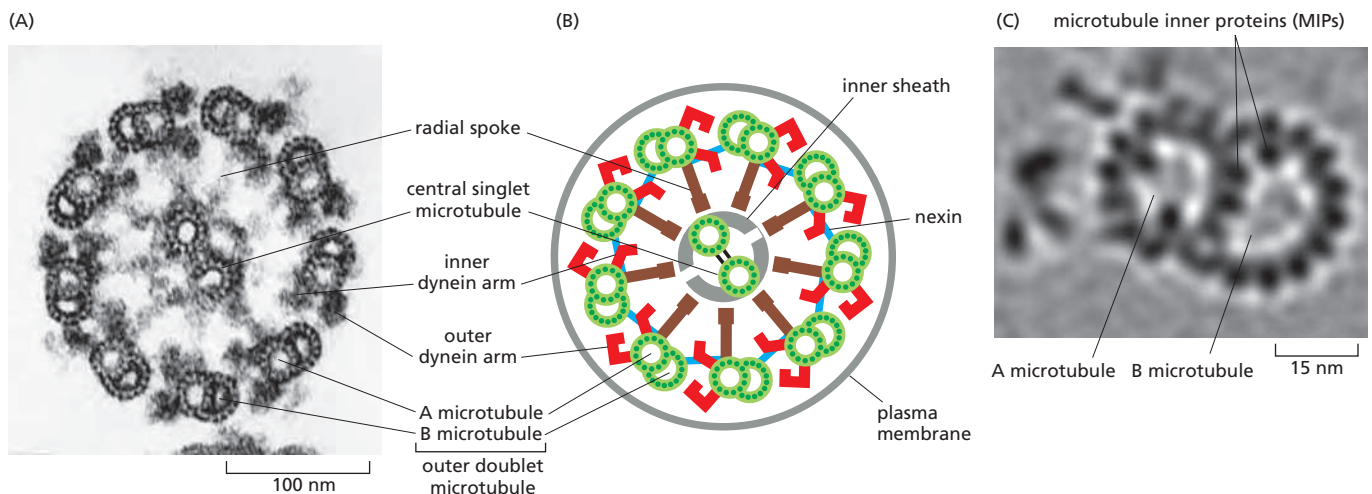 (A)
(B)
(C)
microtubule inner proteins (MIPs)
inner sheath
radial spoke
central singlet
microtubule
nexin
inner
dynein arm
outer
dynein arm
A microtubule
B microtubule
outer doublet
microtubule
plasma
membrane
A microtubule
B microtubule
100 nm
15 nm